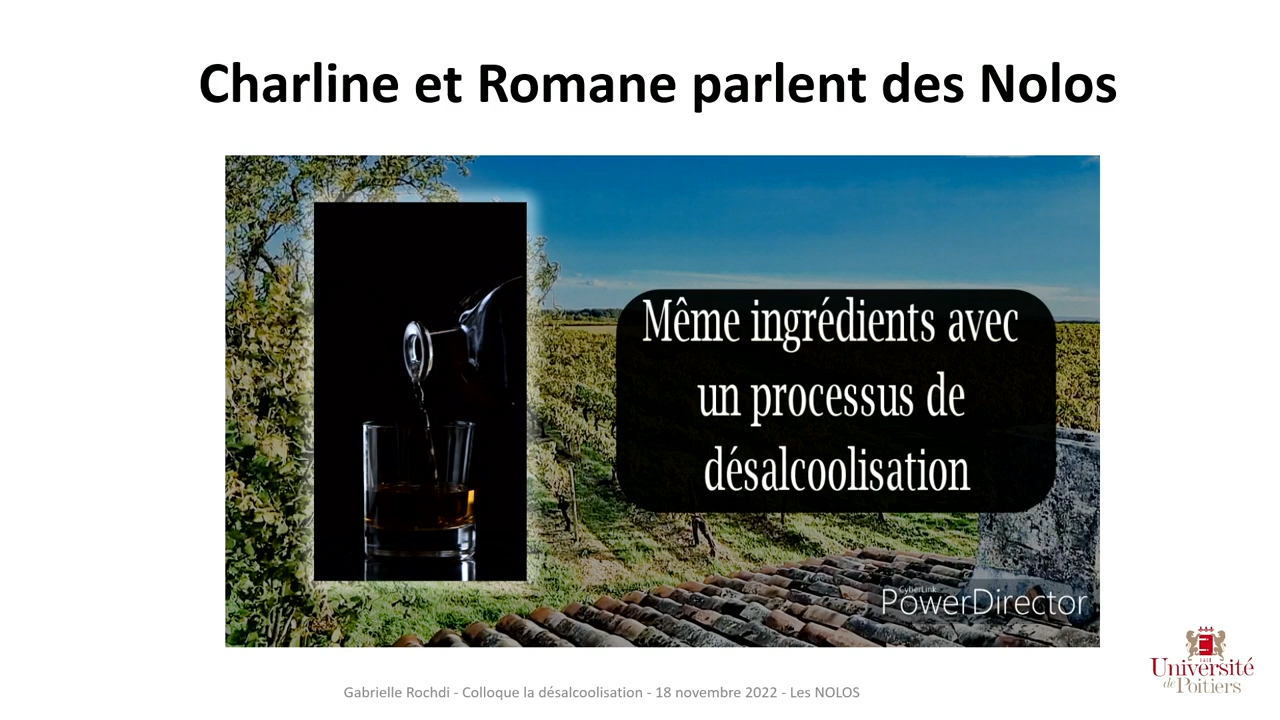 Charline et Romane parlent des Nolos
Même ingrédients avec
un processus de
désalcoolisation
CyberLink
PowerDirector
Université
de Poitiers
Gabrielle Rochdi - Colloque la désalcoolisation - 18 novembre 2022 - Les NOLOS